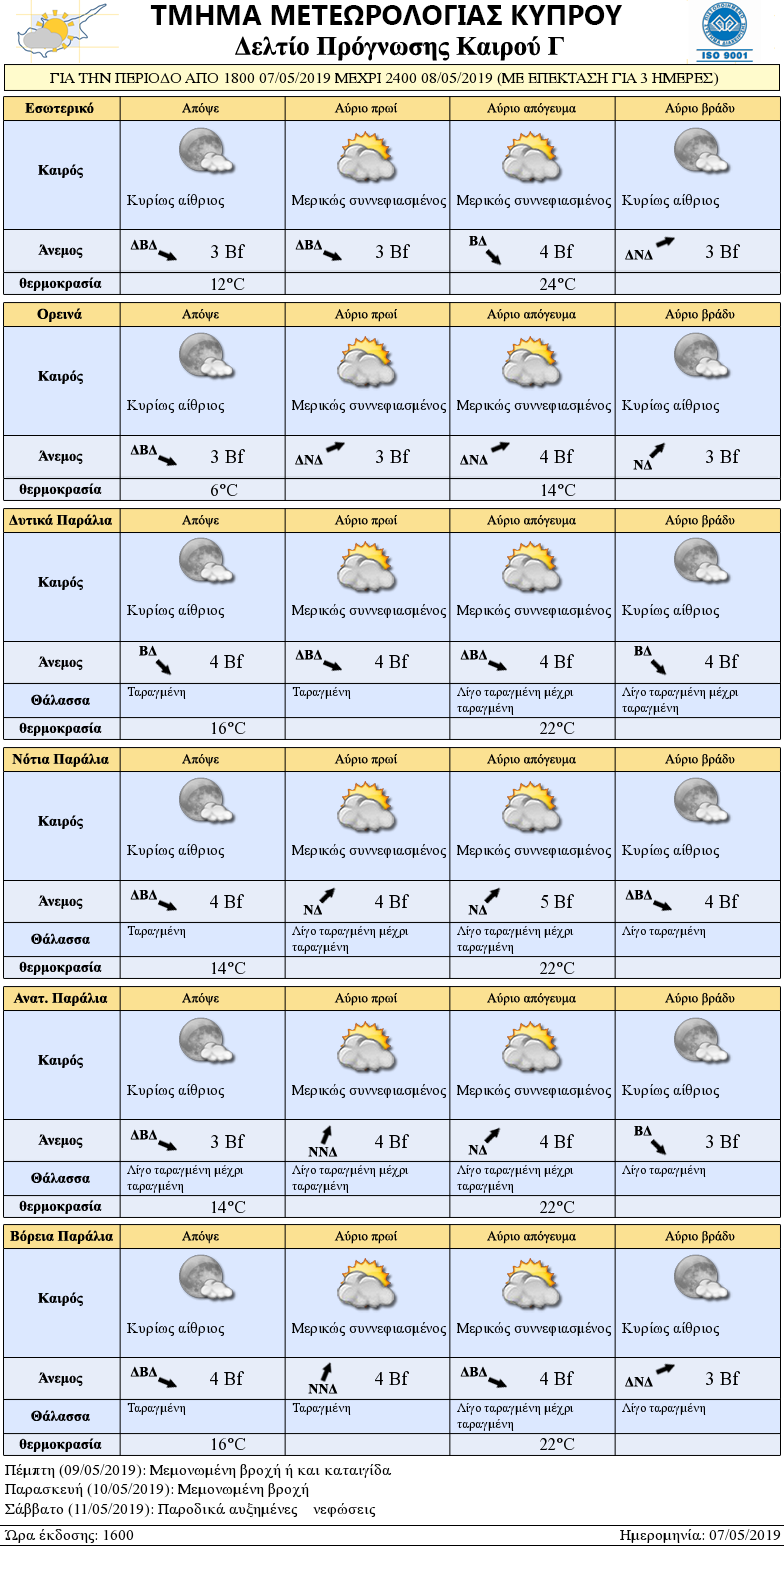 ΤΜΗΜΑ ΜΕΤΕΩΡΟΛΟΓΙΑΣ ΚΥΠΡΟΥ
Δελτίο Πρόγνωσης Καιρού Γ
ISO 9001
ΓΙΑ ΤΗΝ ΠΕΡΙΟΔΟ ΑΠΟ 1800 07/05/2019 ΜΕΧΡΙ 2400 08/05/2019 (ΜΕ ΕΠΕΚΤΑΣΗ ΓΙΑ 3 ΗΜΕΡΕΣ)
Εσωτερικό Απόψε Αύριο πρωί Αύριο απόγευμα Αύριο βράδυ
Καιρός
Κυρίως αίθριος Μερικώς συννεφιασμένος Μερικώς συννεφιασμένος Κυρίως αίθριος
Άνεμος ΔΒΔ 3 Bf ΔΒΔ 3 Bf ΒΔ 4 Bf ΔΝΔ 3 Bf
θερμοκρασία 12°C 24°C
Ορεινά Απόψε Αύριο πρωί Αύριο απόγευμα Αύριο βράδυ
Καιρός
Κυρίως αίθριος Μερικώς συννεφιασμένος Μερικώς συννεφιασμένος Κυρίως αίθριος
Άνεμος ΔΒΔ 3 Bf ΔΝΔ 3 Bf ΔΝΔ 4 Bf ΝΔ 3 Bf
θερμοκρασία 6°C 14°C
Δυτικά Παράλια Απόψε Αύριο πρωί Αύριο απόγευμα Αύριο βράδυ
Καιρός
Κυρίως αίθριος Μερικώς συννεφιασμένος Μερικώς συννεφιασμένος Κυρίως αίθριος
Άνεμος ΒΔ 4 Bf ΔΒΔ 4 Bf ΔΒΔ 4 Bf ΒΔ 4 Bf
Θάλασσα Ταραγμένη Ταραγμένη Λίγο ταραγμένη μέχρι Λίγο ταραγμένη μέχρι
ταραγμένη ταραγμένη
θερμοκρασία 16°C 22°C
Νότια Παράλια Απόψε Αύριο πρωί Αύριο απόγευμα Αύριο βράδυ
Καιρός
Κυρίως αίθριος Μερικώς συννεφιασμένος Μερικώς συννεφιασμένος Κυρίως αίθριος
Άνεμος ΔΒΔ 4 Bf ΝΔ 4 Bf ΝΔ 5 Bf ΔΒΔ 4 Bf
Θάλασσα Ταραγμένη Λίγο ταραγμένη μέχρι Λίγο ταραγμένη μέχρι Λίγο ταραγμένη
ταραγμένη ταραγμένη
θερμοκρασία 14°C 22°C
Ανατ. Παράλια Απόψε Αύριο πρωί Αύριο απόγευμα Αύριο βράδυ
Καιρός
Κυρίως αίθριος Μερικώς συννεφιασμένος Μερικώς συννεφιασμένος Κυρίως αίθριος
Άνεμος ΔΒΔ 3 Bf ΝΝΔ 4 Bf ΝΔ 4 Bf ΒΔ 3 Bf
Θάλασσα Λίγο ταραγμένη μέχρι Λίγο ταραγμένη μέχρι Λίγο ταραγμένη μέχρι Λίγο ταραγμένη
ταραγμένη ταραγμένη ταραγμένη
θερμοκρασία 14°C 22°C
Βόρεια Παράλια Απόψε Αύριο πρωί Αύριο απόγευμα Αύριο βράδυ
Καιρός
Κυρίως αίθριος Μερικώς συννεφιασμένος Μερικώς συννεφιασμένος Κυρίως αίθριος
Άνεμος ΔΒΔ 4 Bf ΝΝΔ 4 Bf ΔΒΔ 4 Bf ΔΝΔ 3 Bf
Θάλασσα Ταραγμένη Ταραγμένη Λίγο ταραγμένη μέχρι Λίγο ταραγμένη
ταραγμένη
θερμοκρασία 16°C 22°C
Πέμπτη (09/05/2019): Μεμονωμένη βροχή ή και καταιγίδα
Παρασκευή (10/05/2019): Μεμονωμένη βροχή
Σάββατο (11/05/2019): Παροδικά αυξημένες νεφώσεις
Ώρα έκδοσης: 1600 Ημερομηνία: 07/05/2019